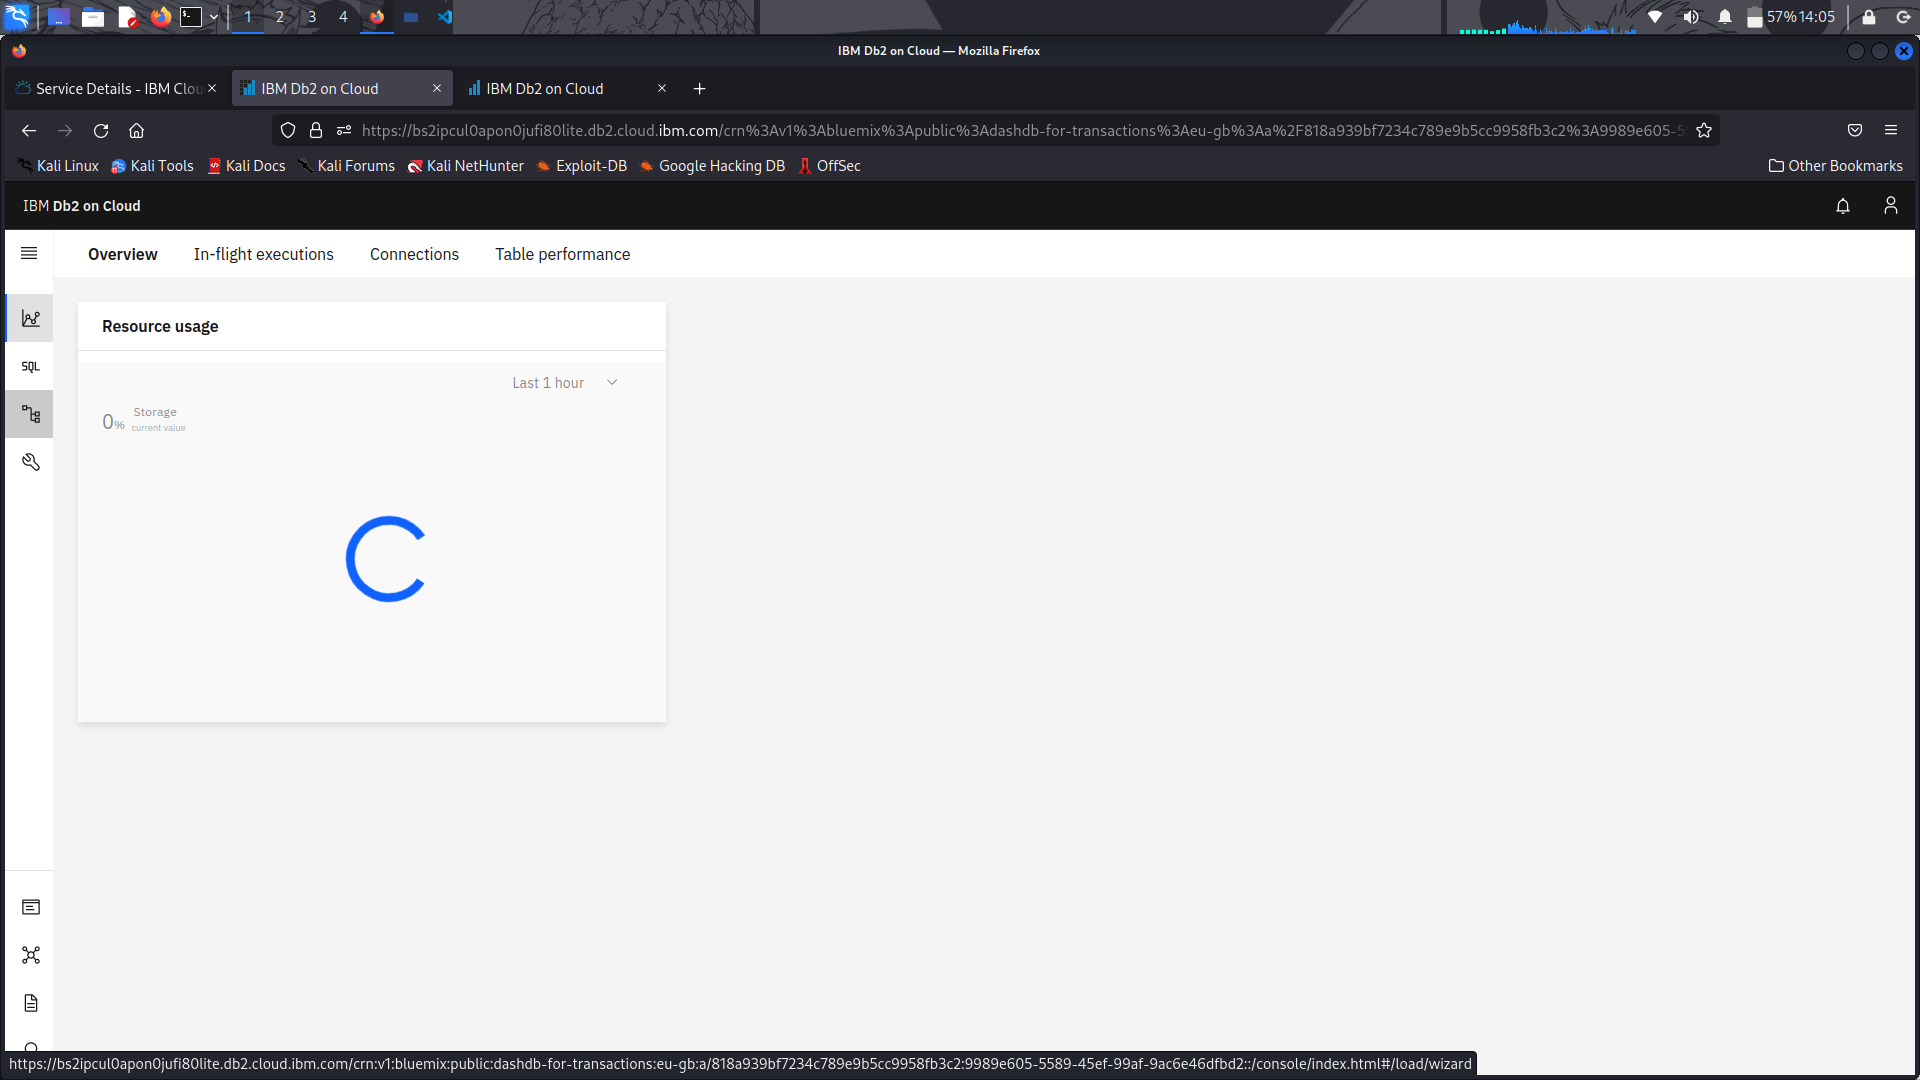 1 2 3 4 57% 14:05
IBM Db2 on Cloud — Mozilla Firefox
Service Details - IBM Clou IBM Db2 on Cloud IBM Db2 on Cloud
https://bs2ipcul0apon0jufi80lite.db2.cloud.ibm.com/crn%3Av1%3Abluemix%3Apublic%3Adashdb-for-transactions%3Aeu-gb%3Aa%2F818a939bf7234c789e9b5cc9958fb3c2%3A9989e605-5
Kali Linux Kali Tools Kali Docs Kali Forums Kali NetHunter Exploit-DB Google Hacking DB OffSec Other Bookmarks
IBM Db2 on Cloud
Overview In-flight executions Connections Table performance
Resource usage
SQL
Last 1 hour
0% Storage
current value
https://bs2ipcul0apon0jufi80lite.db2.cloud.ibm.com/crn:v1:bluemix:public:dashdb-for-transactions:eu-gb:a/818a939bf7234c789e9b5cc9958fb3c2:9989e605-5589-45ef-99af-9ac6e46dfbd2::/console/index.html#/load/wizard